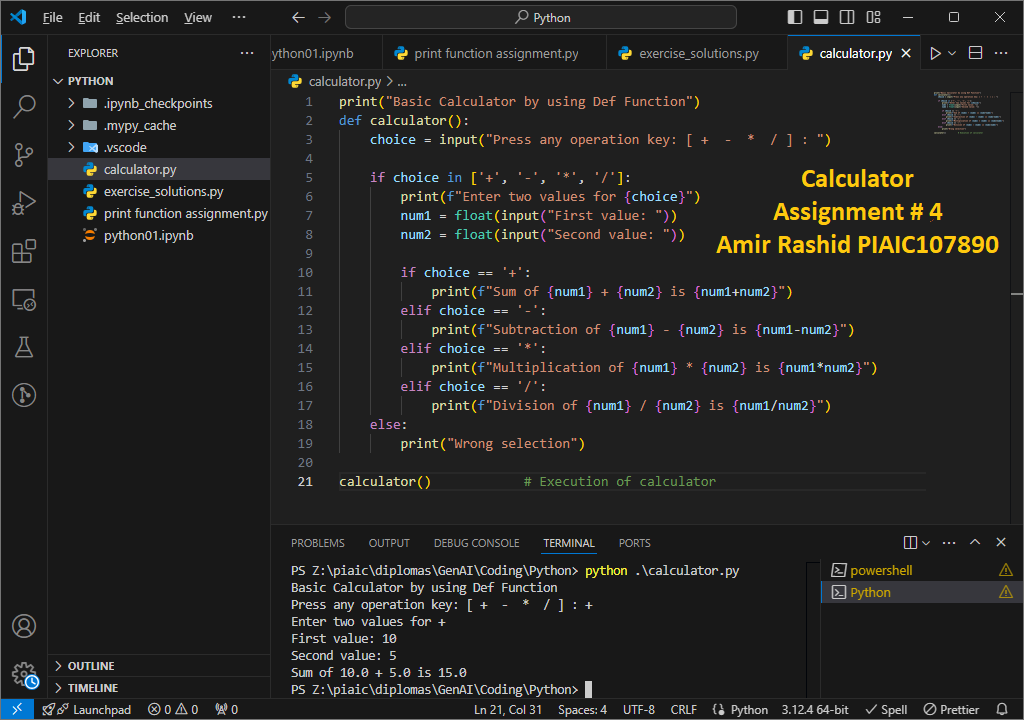 File Edit Selection View ··· Python
EXPLORER ···
PYTHON
.ipynb_checkpoints
.mypy_cache
.vscode
calculator.py
exercise_solutions.py
print function assignment.py
python01.ipynb
OUTLINE
TIMELINE
ython01.ipynb print function assignment.py exercise_solutions.py calculator.py
calculator.py > ...
1 print("Basic Calculator by using Def Function")
2 def calculator():
3 choice = input("Press any operation key: [ + - * / ] : ")
4
5 if choice in ['+', '-', '*', '/']:
6 print(f"Enter two values for {choice}")
7 num1 = float(input("First value: "))
8 num2 = float(input("Second value: "))
9
10 if choice == '+':
11 print(f"Sum of {num1} + {num2} is {num1+num2}")
12 elif choice == '-':
13 print(f"Subtraction of {num1} - {num2} is {num1-num2}")
14 elif choice == '*':
15 print(f"Multiplication of {num1} * {num2} is {num1*num2}")
16 elif choice == '/':
17 print(f"Division of {num1} / {num2} is {num1/num2}")
18 else:
19 print("Wrong selection")
20
21 calculator() # Execution of calculator
Calculator
Assignment # 4
Amir Rashid PIAIC107890
PROBLEMS OUTPUT DEBUG CONSOLE TERMINAL PORTS
PS Z:\piaic\diplomas\GenAI\Coding\Python> python .\calculator.py
Basic Calculator by using Def Function
Press any operation key: [ + - * / ] : +
Enter two values for +
First value: 10
Second value: 5
Sum of 10.0 + 5.0 is 15.0
PS Z:\piaic\diplomas\GenAI\Coding\Python>
powershell
Python
Launchpad 0 0 0 Ln 21, Col 31 Spaces: 4 UTF-8 CRLF Python 3.12.4 64-bit Spell Prettier